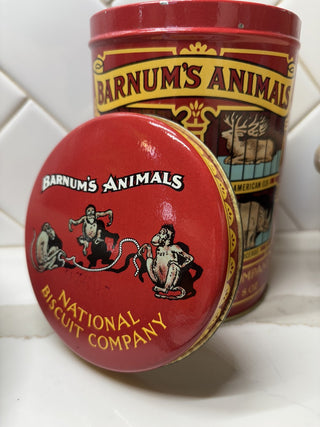 BARNUM'S ANIMALS
AMERICAN
BARNUM'S ANIMALS
NATIONAL
BISCUIT COMPANY